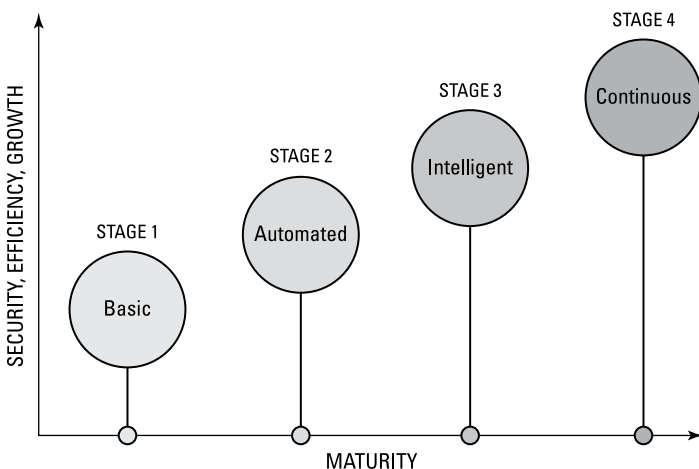 STAGE 4
Continuous
STAGE 3
Intelligent
STAGE 2
Automated
STAGE 1
Basic
SECURITY, EFFICIENCY, GROWTH
MATURITY